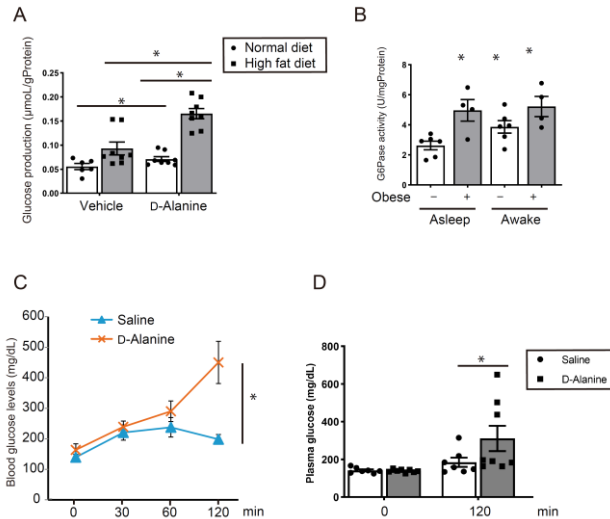 A
Normal diet
High fat diet
Glucose production (µmoL/gProtein)
0.25
0.20
0.15
0.10
0.05
0.00
*
*
*
Vehicle
D-Alanine
B
G6Pase activity (U/mgProtein)
8
6
4
2
0
* * *
Obese − + − +
Asleep Awake
C
Saline
D-Alanine
Blood glucose levels (mg/dL)
600
500
400
300
200
100
0
*
0 30 60 120 min
D
Saline
D-Alanine
Plasma glucose (mg/dL)
800
600
400
200
0
*
0 120 min